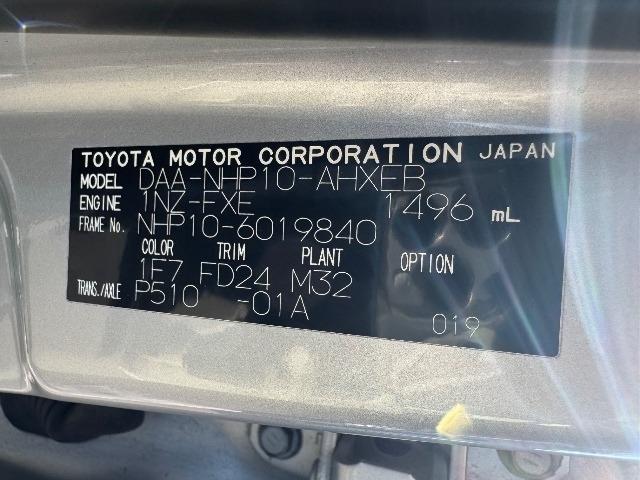 TOYOTA MOTOR CORPORATION JAPAN
MODEL DAA-NHP10-AHXEB
ENGINE 1NZ-FXE 1496 mL
FRAME No. NHP10-6019840
COLOR TRIM PLANT OPTION
1F7 FD24 M32
TRANS./AXLE P510 -01A
019